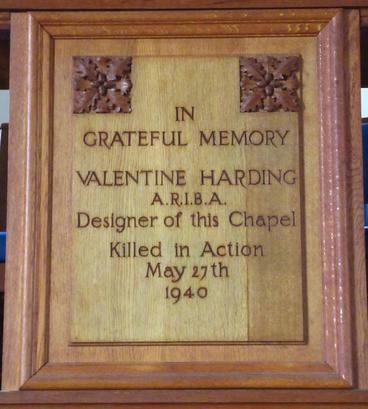 IN
GRATEFUL MEMORY
VALENTINE HARDING
A.R.I.B.A.
Designer of this Chapel
Killed in Action
May 27th
1940